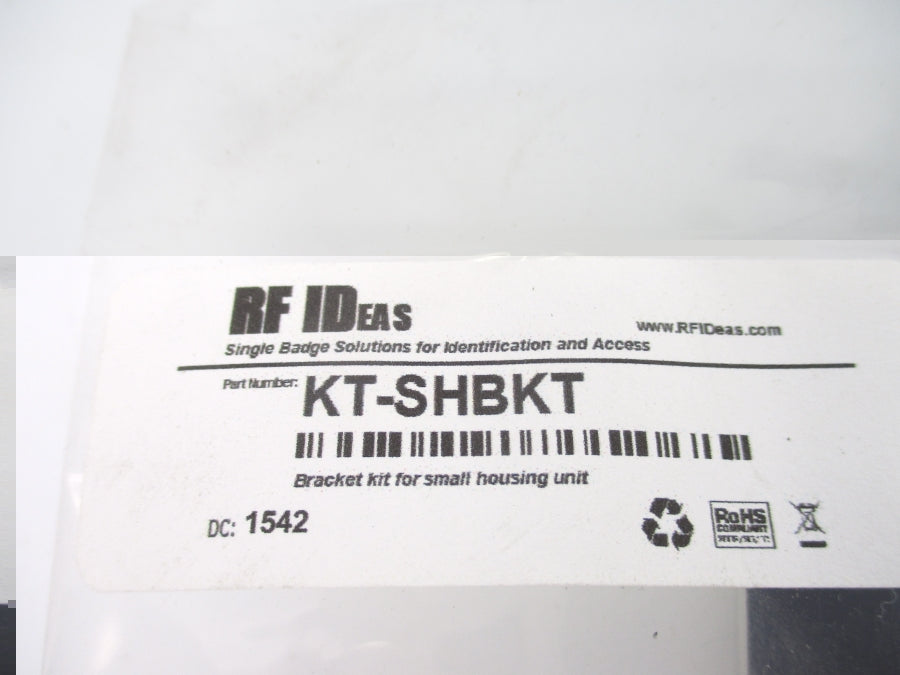 RF IDEAS
www.RFIDeas.com
Single Badge Solutions for Identification and Access
Part Number: KT-SHBKT
Bracket kit for small housing unit
DC: 1542
RoHS
COMPLIANT